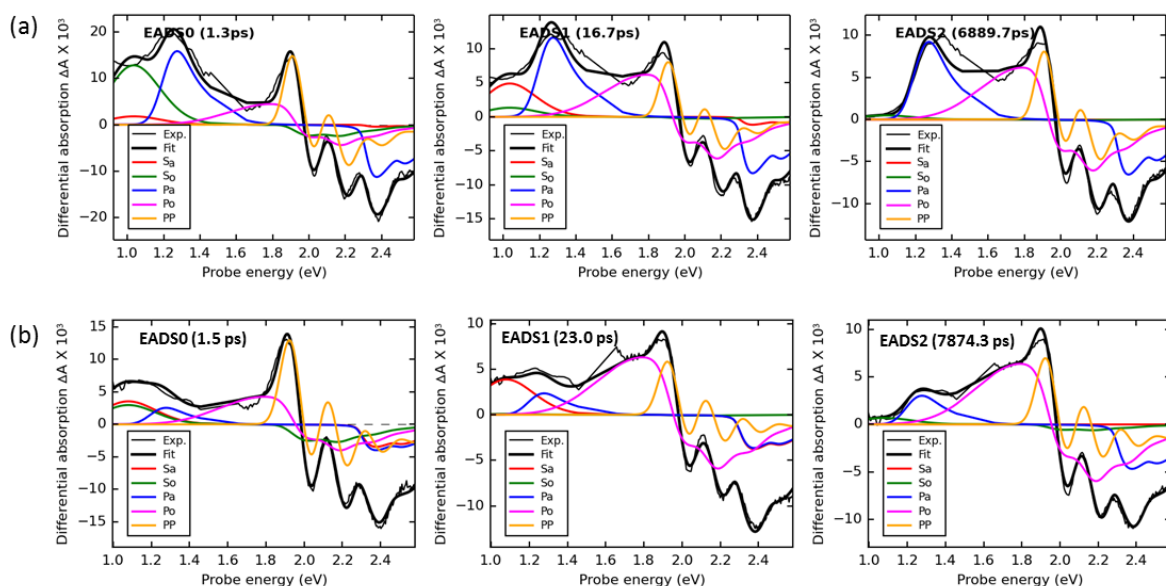 (a)
Differential absorption ΔA X 10³
EADS0 (1.3ps)
20
10
0
−10
−20
Exp.
Fit
Sa
So
Pa
Po
PP
1.0 1.2 1.4 1.6 1.8 2.0 2.2 2.4
Probe energy (eV)
Differential absorption ΔA X 10³
EADS1 (16.7ps)
15
10
5
0
−5
−10
−15
Exp.
Fit
Sa
So
Pa
Po
PP
1.0 1.2 1.4 1.6 1.8 2.0 2.2 2.4
Probe energy (eV)
Differential absorption ΔA X 10³
EADS2 (6889.7ps)
10
5
0
−5
−10
Exp.
Fit
Sa
So
Pa
Po
PP
1.0 1.2 1.4 1.6 1.8 2.0 2.2 2.4
Probe energy (eV)
(b)
Differential absorption ΔA X 10³
EADS0 (1.5 ps)
15
10
5
0
−5
−10
−15
Exp.
Fit
Sa
So
Pa
Po
PP
1.0 1.2 1.4 1.6 1.8 2.0 2.2 2.4
Probe energy (eV)
Differential absorption ΔA X 10³
EADS1 (23.0 ps)
10
5
0
−5
−10
Exp.
Fit
Sa
So
Pa
Po
PP
1.0 1.2 1.4 1.6 1.8 2.0 2.2 2.4
Probe energy (eV)
Differential absorption ΔA X 10³
EADS2 (7874.3 ps)
10
5
0
−5
−10
Exp.
Fit
Sa
So
Pa
Po
PP
1.0 1.2 1.4 1.6 1.8 2.0 2.2 2.4
Probe energy (eV)